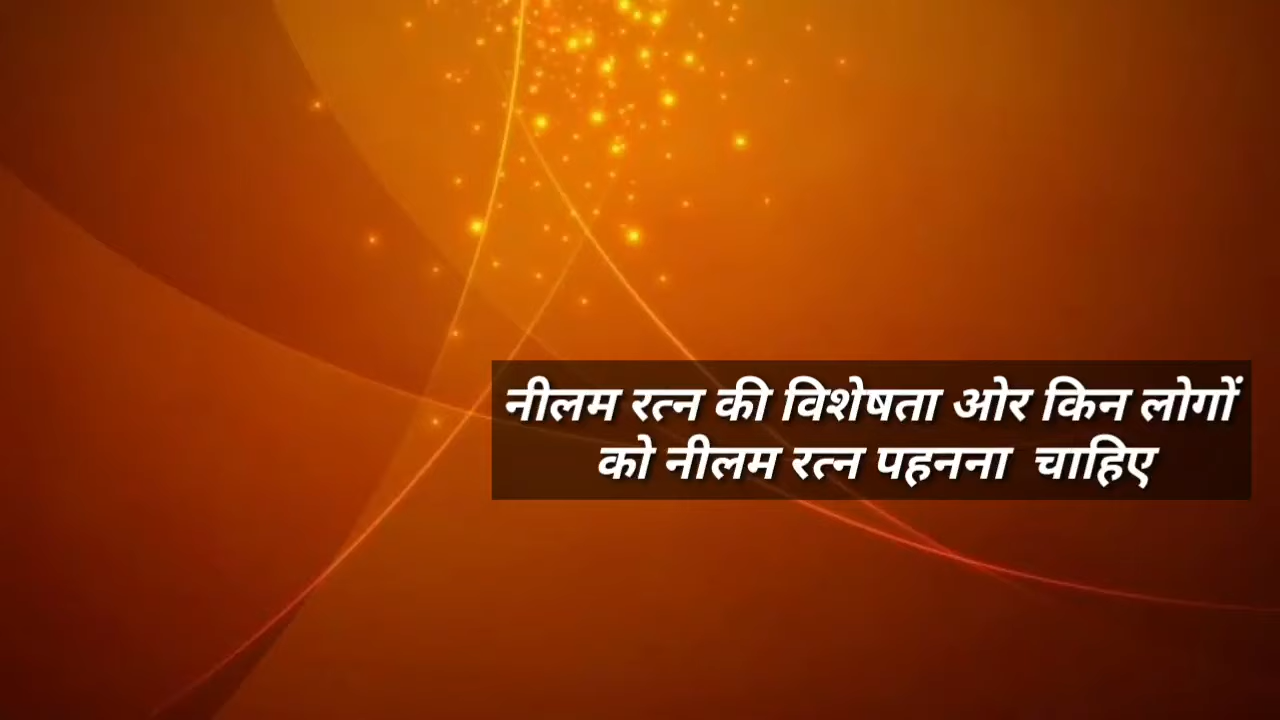 नीलम रत्न की विशेषता ओर किन लोगों
को नीलम रत्न पहनना चाहिए